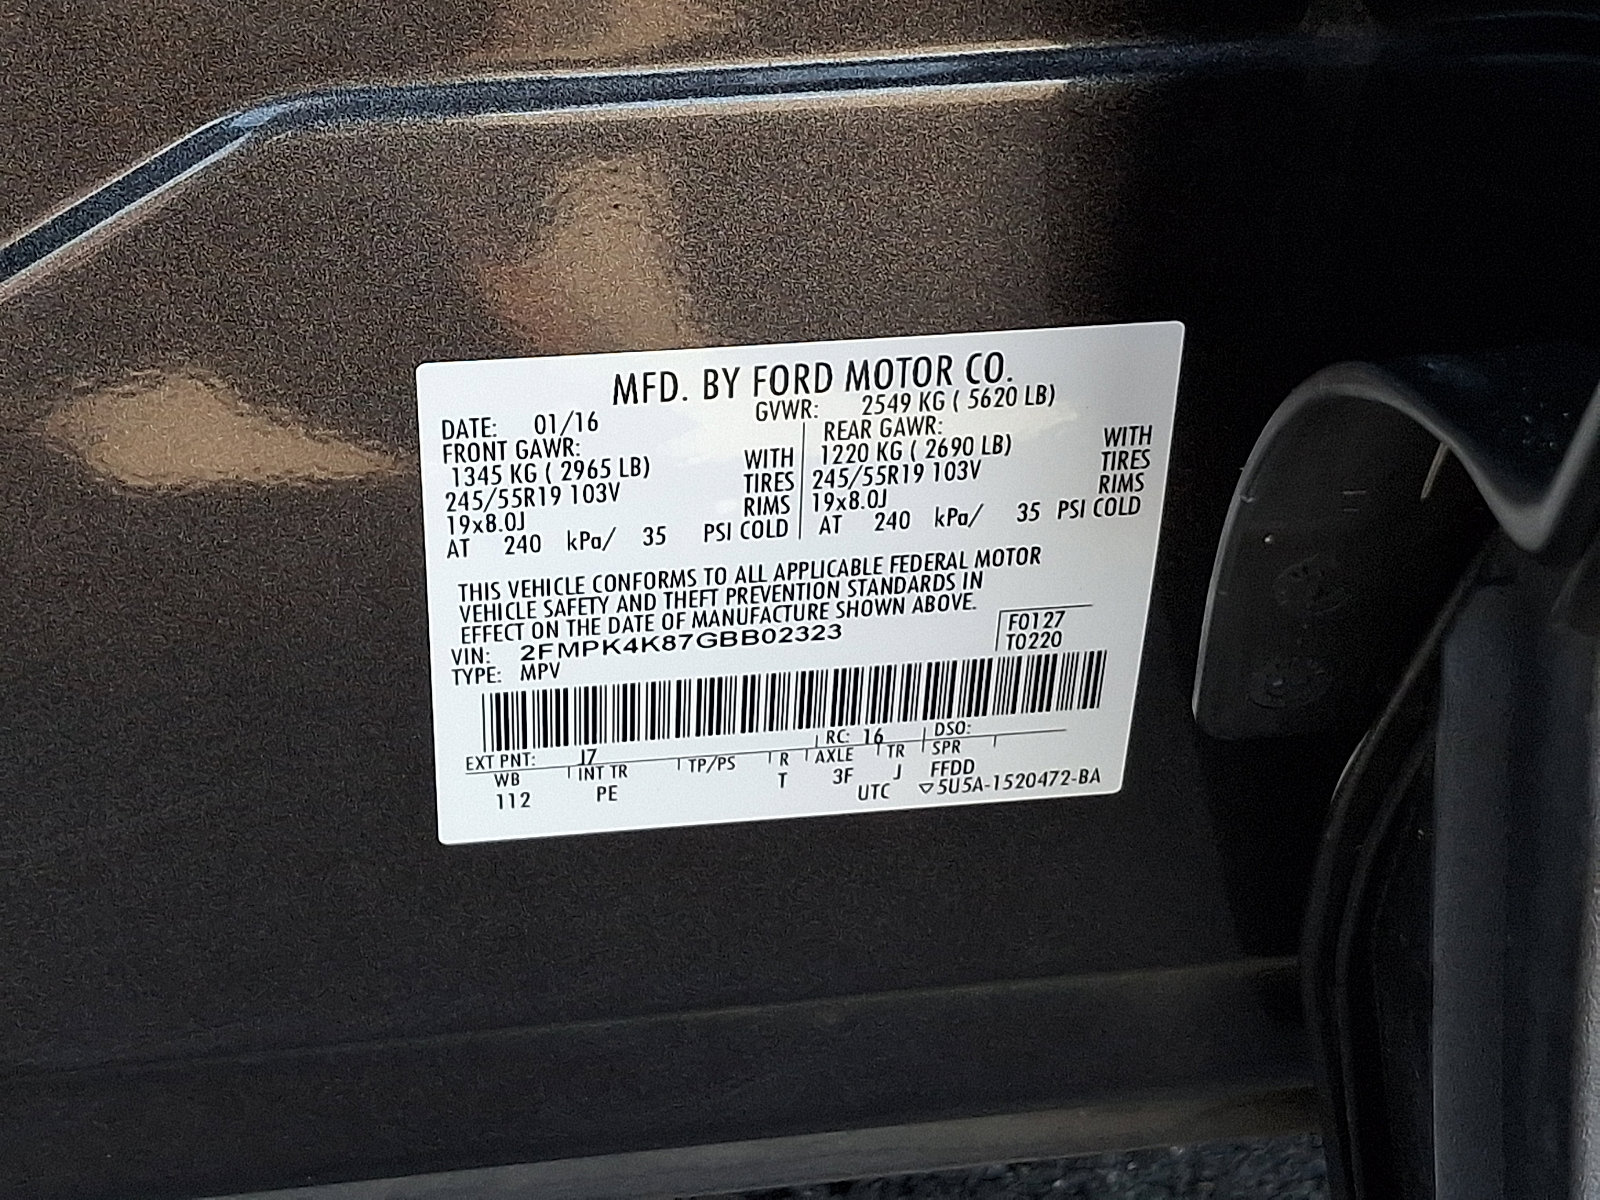 MFD. BY FORD MOTOR CO.
DATE: 01/16 GVWR: 2549 KG ( 5620 LB)
FRONT GAWR: REAR GAWR:
1345 KG ( 2965 LB) WITH 1220 KG ( 2690 LB) WITH
245/55R19 103V TIRES 245/55R19 103V TIRES
19x8.0J RIMS 19x8.0J RIMS
AT 240 kPa/ 35 PSI COLD AT 240 kPa/ 35 PSI COLD
THIS VEHICLE CONFORMS TO ALL APPLICABLE FEDERAL MOTOR
VEHICLE SAFETY AND THEFT PREVENTION STANDARDS IN
EFFECT ON THE DATE OF MANUFACTURE SHOWN ABOVE.
VIN: 2FMPK4K87GBB02323 F0127
TYPE: MPV T0220
EXT PNT: J7 RC: 16 DSO:
WB INT TR TP/PS R AXLE TR SPR
112 PE T 3F J FFDD
UTC ▽5U5A-1520472-BA